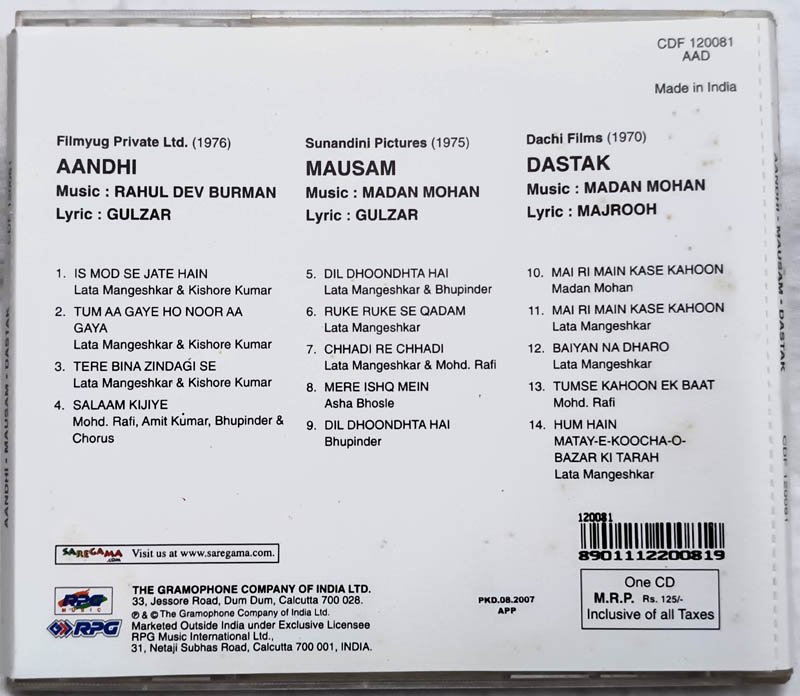 CDF 120081
AAD
Made in India
Filmyug Private Ltd. (1976)
AANDHI
Music : RAHUL DEV BURMAN
Lyric : GULZAR
1. IS MOD SE JATE HAIN
Lata Mangeshkar & Kishore Kumar
2. TUM AA GAYE HO NOOR AA
GAYA
Lata Mangeshkar & Kishore Kumar
3. TERE BINA ZINDAGI SE
Lata Mangeshkar & Kishore Kumar
4. SALAAM KIJIYE
Mohd. Rafi, Amit Kumar, Bhupinder &
Chorus
Sunandini Pictures (1975)
MAUSAM
Music : MADAN MOHAN
Lyric : GULZAR
5. DIL DHOONDHTA HAI
Lata Mangeshkar & Bhupinder
6. RUKE RUKE SE QADAM
Lata Mangeshkar
7. CHHADI RE CHHADI
Lata Mangeshkar & Mohd. Rafi
8. MERE ISHQ MEIN
Asha Bhosle
9. DIL DHOONDHTA HAI
Bhupinder
Dachi Films (1970)
DASTAK
Music : MADAN MOHAN
Lyric : MAJROOH
10. MAI RI MAIN KASE KAHOON
Madan Mohan
11. MAI RI MAIN KASE KAHOON
Lata Mangeshkar
12. BAIYAN NA DHARO
Lata Mangeshkar
13. TUMSE KAHOON EK BAAT
Mohd. Rafi
14. HUM HAIN
MATAY-E-KOOCHA-O-
BAZAR KI TARAH
Lata Mangeshkar
SAREGAMA.com Visit us at www.saregama.com.
RPG MUSIC
RPG
THE GRAMOPHONE COMPANY OF INDIA LTD.
33, Jessore Road, Dum Dum, Calcutta 700 028.
℗ & © The Gramophone Company of India Ltd.
Marketed Outside India under Exclusive Licensee
RPG Music International Ltd.,
31, Netaji Subhas Road, Calcutta 700 001, INDIA.
PKD.08.2007
APP
120081
8901112200819
One CD
M.R.P. Rs. 125/-
Inclusive of all Taxes
AANDHI - MAUSAM - DASTAK CDF 120081
AANDHI - MAUSAM - DASTAK CDF 120081